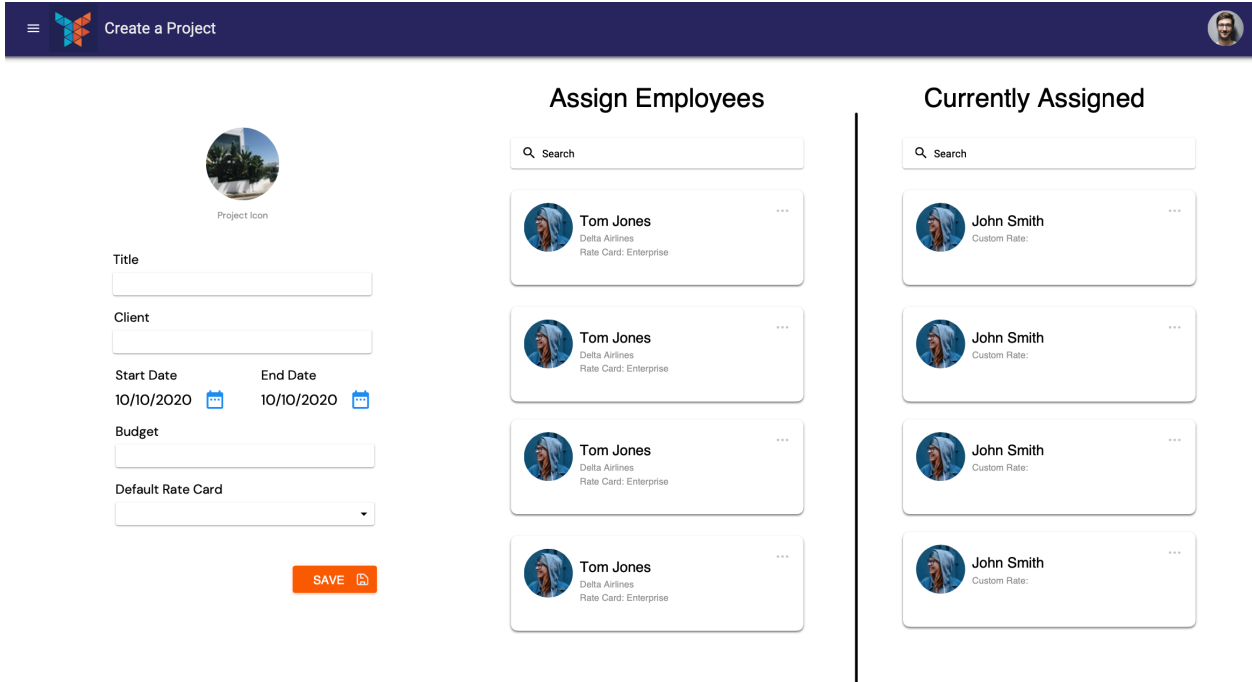 Create a Project
Project Icon
Title
Client
Start Date
End Date
10/10/2020
10/10/2020
Budget
Default Rate Card
SAVE
Assign Employees
Search
Tom Jones
Delta Airlines
Rate Card: Enterprise
Tom Jones
Delta Airlines
Rate Card: Enterprise
Tom Jones
Delta Airlines
Rate Card: Enterprise
Tom Jones
Delta Airlines
Rate Card: Enterprise
Currently Assigned
Search
John Smith
Custom Rate:
John Smith
Custom Rate:
John Smith
Custom Rate:
John Smith
Custom Rate: